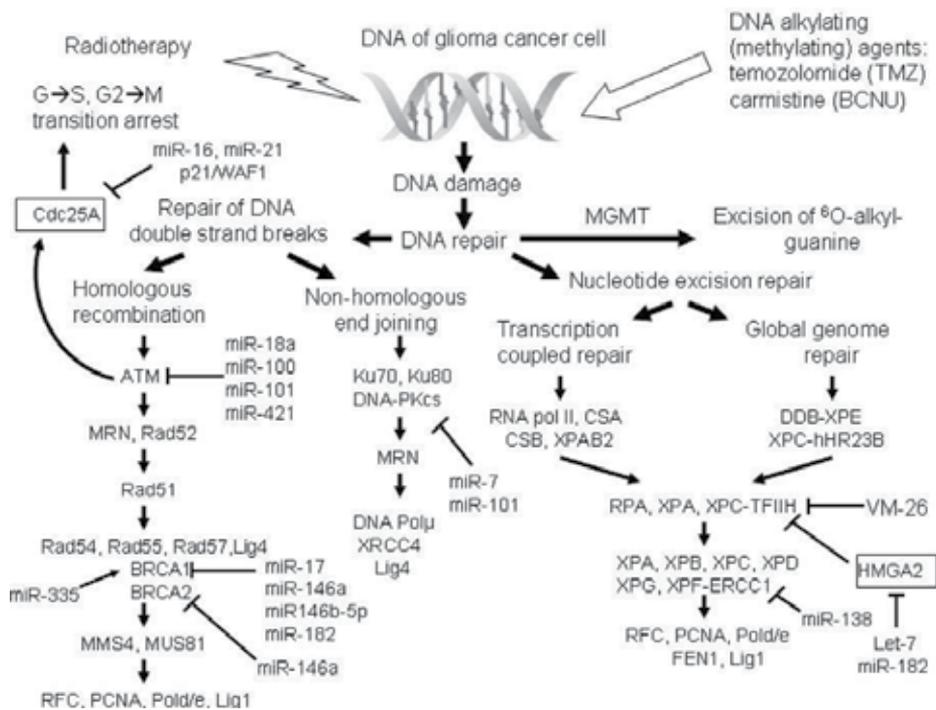 Radiotherapy
DNA of glioma cancer cell
DNA alkylating
(methylating) agents:
temozolomide (TMZ)
carmistine (BCNU)
G→S, G2→M
transition arrest
miR-16, miR-21
p21/WAF1
Cdc25A
DNA damage
Repair of DNA
double strand breaks
DNA repair
MGMT
Excision of ⁶O-alkyl-
guanine
Nucleotide excision repair
Homologous
recombination
Non-homologous
end joining
Transcription
coupled repair
Global genome
repair
ATM
miR-18a
miR-100
miR-101
miR-421
Ku70, Ku80
DNA-PKcs
RNA pol II, CSA
CSB, XPAB2
DDB-XPE
XPC-hHR23B
MRN, Rad52
MRN
miR-7
miR-101
Rad51
RPA, XPA, XPC-TFIIH
VM-26
DNA Polμ
XRCC4
Lig4
Rad54, Rad55, Rad57,Lig4
BRCA1
BRCA2
miR-335
miR-17
miR-146a
miR146b-5p
miR-182
XPA, XPB, XPC, XPD
XPG, XPF-ERCC1
HMGA2
miR-138
Let-7
miR-182
MMS4, MUS81
miR-146a
RFC, PCNA, Pold/e
FEN1, Lig1
RFC, PCNA, Pold/e, Lig1